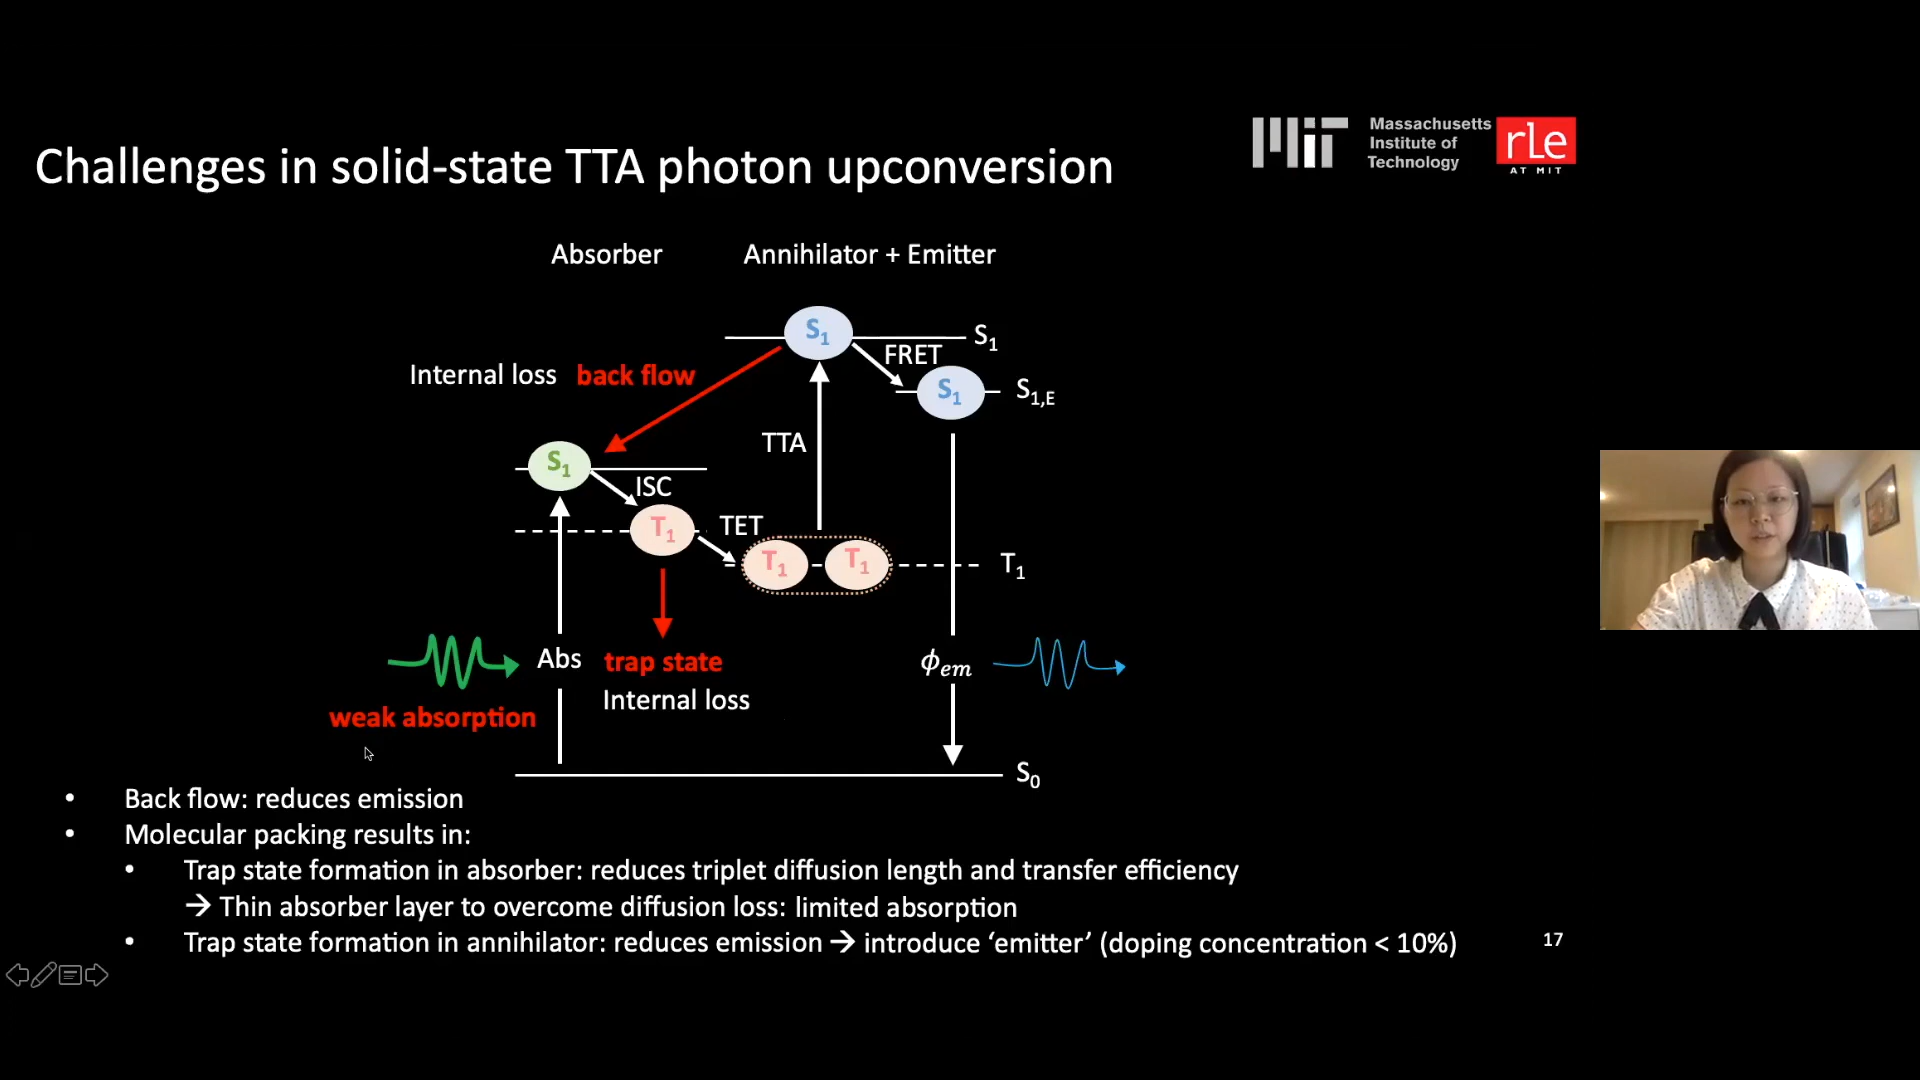 Challenges in solid-state TTA photon upconversion
Massachusetts
Institute of
Technology
rle
AT MIT
Absorber
Annihilator + Emitter
S1
S1
FRET
Internal loss back flow
S1
S1,E
TTA
S1
ISC
T1
TET
T1
T1
T1
Abs
trap state
ϕem
Internal loss
weak absorption
S0
• Back flow: reduces emission
• Molecular packing results in:
• Trap state formation in absorber: reduces triplet diffusion length and transfer efficiency
→ Thin absorber layer to overcome diffusion loss: limited absorption
• Trap state formation in annihilator: reduces emission → introduce ‘emitter’ (doping concentration < 10%)
17